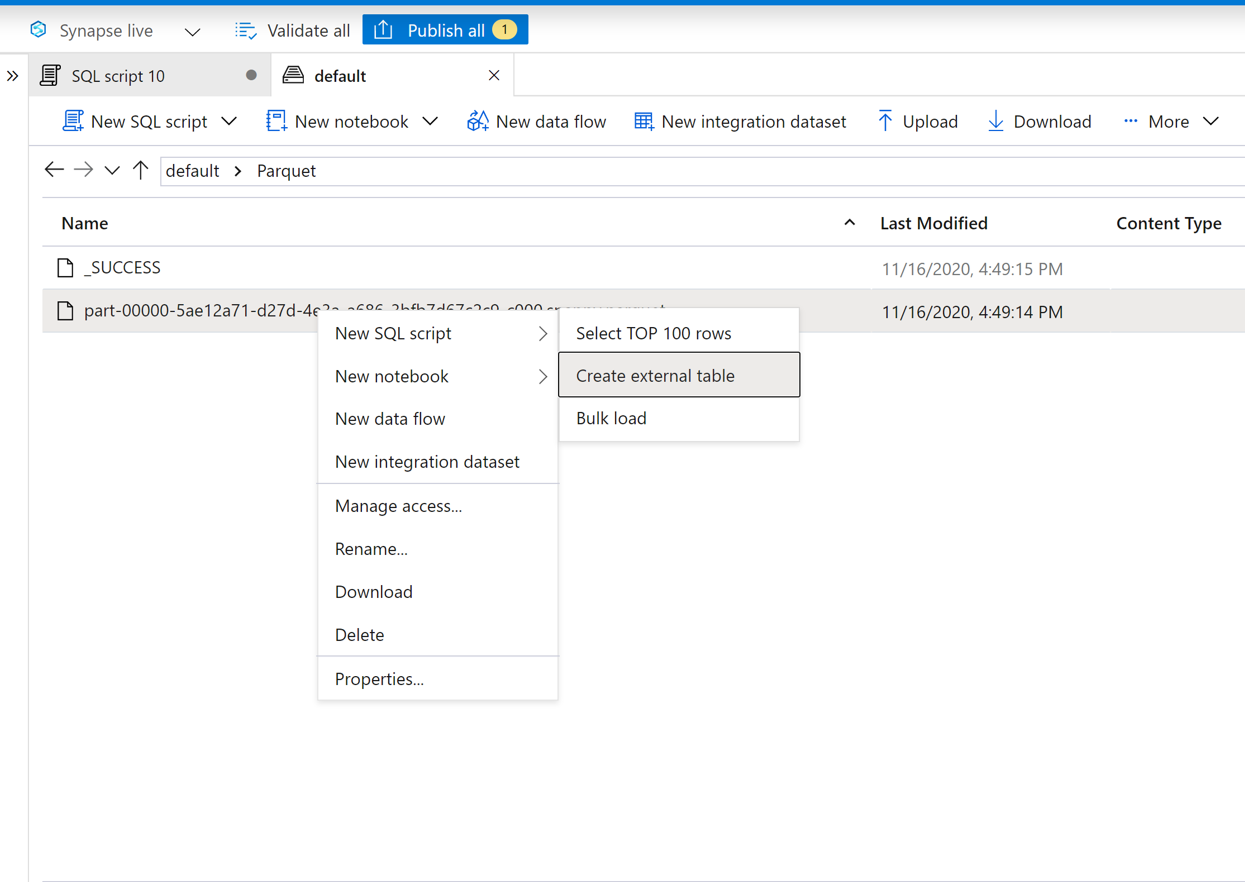 Synapse live Validate all Publish all 1
SQL script 10 default
New SQL script New notebook New data flow New integration dataset Upload Download More
default Parquet
Name Last Modified Content Type
_SUCCESS 11/16/2020, 4:49:15 PM
part-00000-5ae12a71-d27d- 11/16/2020, 4:49:14 PM
New SQL script
New notebook
New data flow
New integration dataset
Manage access...
Rename...
Download
Delete
Properties...
Select TOP 100 rows
Create external table
Bulk load